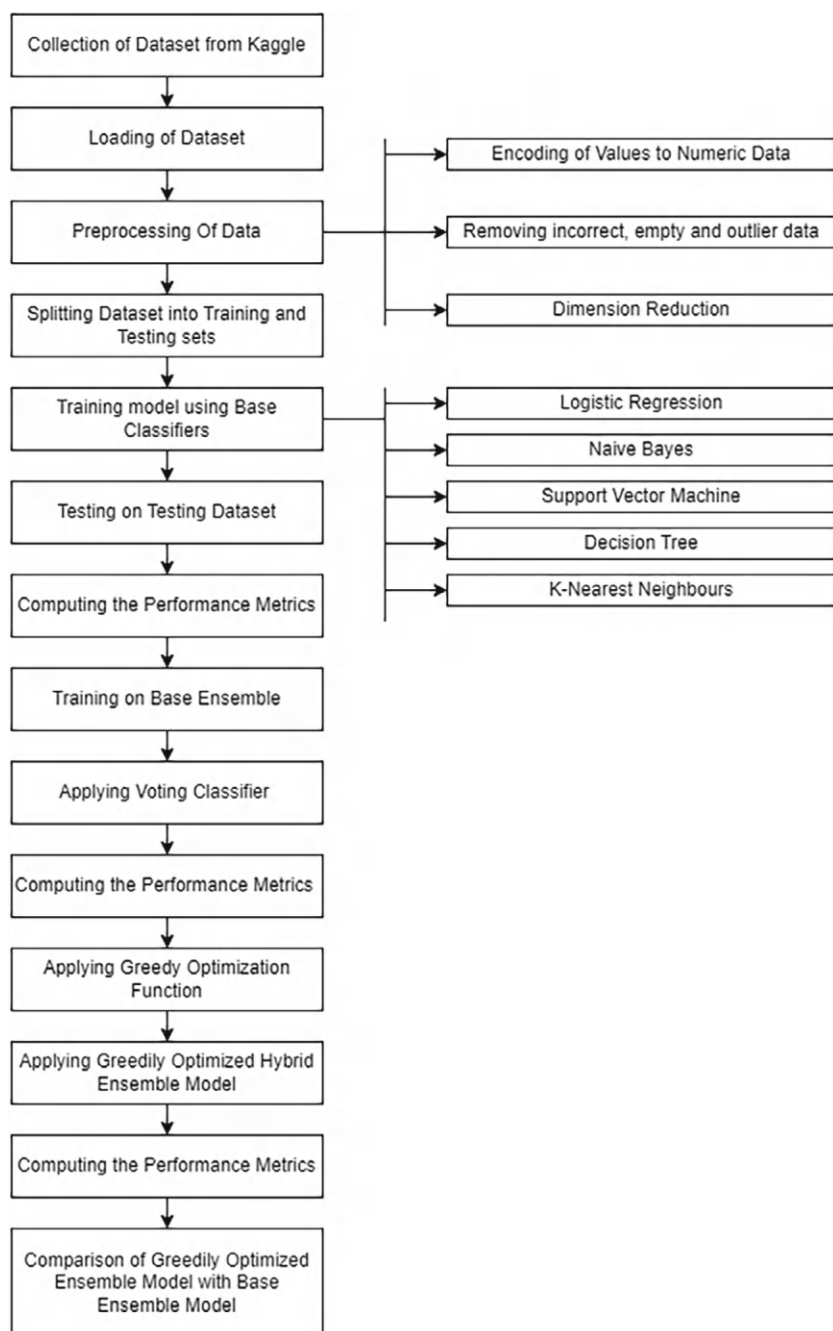 Collection of Dataset from Kaggle
Loading of Dataset
Preprocessing Of Data
Encoding of Values to Numeric Data
Removing incorrect, empty and outlier data
Dimension Reduction
Splitting Dataset into Training and
Testing sets
Training model using Base
Classifiers
Logistic Regression
Naive Bayes
Support Vector Machine
Decision Tree
K-Nearest Neighbours
Testing on Testing Dataset
Computing the Performance Metrics
Training on Base Ensemble
Applying Voting Classifier
Computing the Performance Metrics
Applying Greedy Optimization
Function
Applying Greedily Optimized Hybrid
Ensemble Model
Computing the Performance Metrics
Comparison of Greedily Optimized
Ensemble Model with Base
Ensemble Model